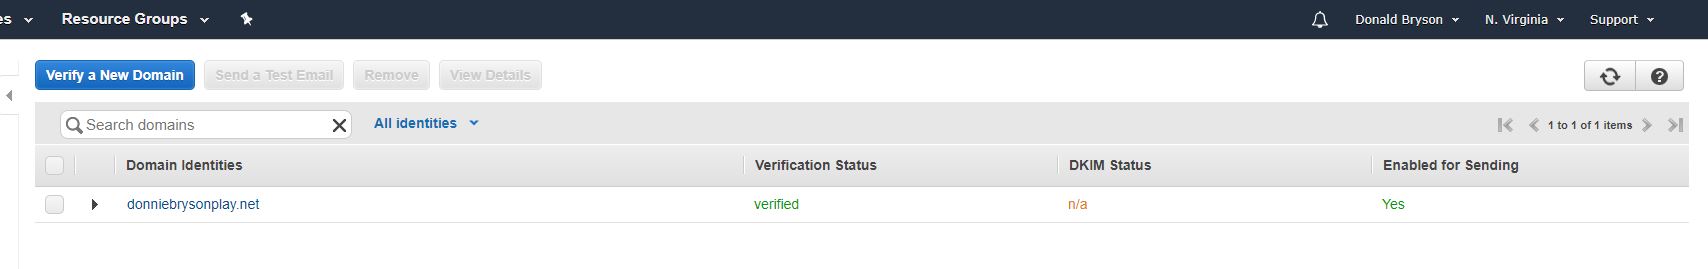 es Resource Groups Donald Bryson N. Virginia Support
Verify a New Domain Send a Test Email Remove View Details
Search domains All identities 1 to 1 of 1 items
Domain Identities Verification Status DKIM Status Enabled for Sending
donniebrysonplay.net verified n/a Yes